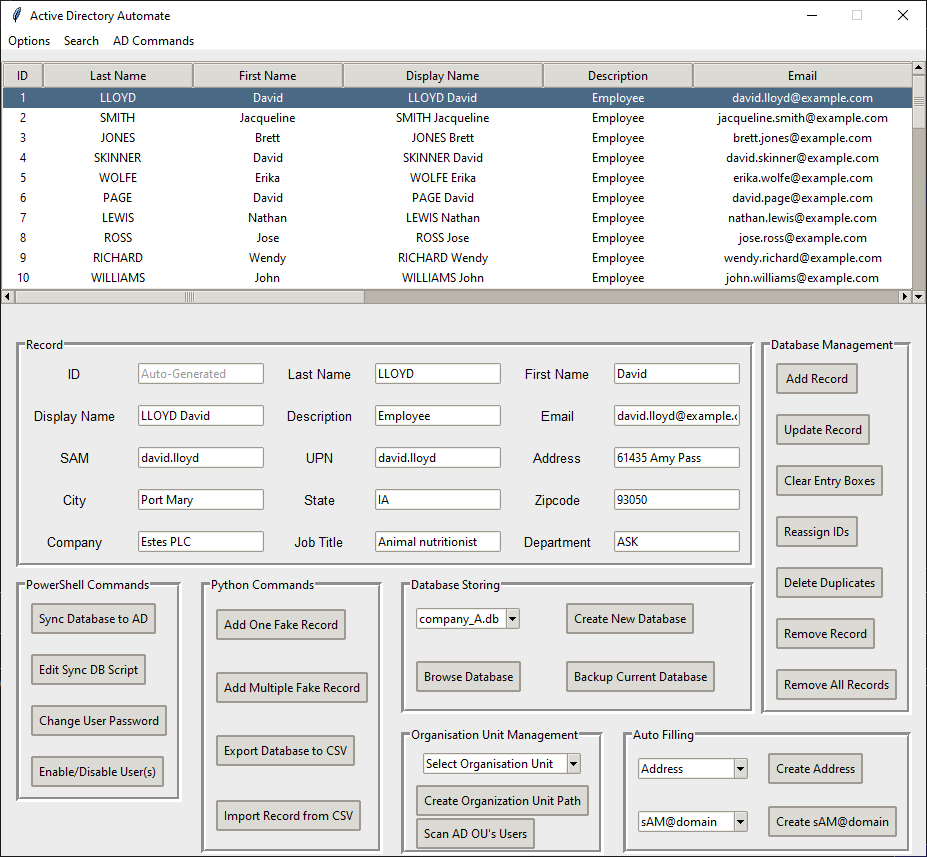 Active Directory Automate
Options Search AD Commands
ID Last Name First Name Display Name Description Email
1 LLOYD David LLOYD David Employee david.lloyd@example.com
2 SMITH Jacqueline SMITH Jacqueline Employee jacqueline.smith@example.com
3 JONES Brett JONES Brett Employee brett.jones@example.com
4 SKINNER David SKINNER David Employee david.skinner@example.com
5 WOLFE Erika WOLFE Erika Employee erika.wolfe@example.com
6 PAGE David PAGE David Employee david.page@example.com
7 LEWIS Nathan LEWIS Nathan Employee nathan.lewis@example.com
8 ROSS Jose ROSS Jose Employee jose.ross@example.com
9 RICHARD Wendy RICHARD Wendy Employee wendy.richard@example.com
10 WILLIAMS John WILLIAMS John Employee john.williams@example.com
Record
ID Auto-Generated Last Name LLOYD First Name David
Display Name LLOYD David Description Employee Email david.lloyd@example.c
SAM david.lloyd UPN david.lloyd Address 61435 Amy Pass
City Port Mary State IA Zipcode 93050
Company Estes PLC Job Title Animal nutritionist Department ASK
Database Management
Add Record
Update Record
Clear Entry Boxes
Reassign IDs
Delete Duplicates
Remove Record
Remove All Records
PowerShell Commands
Sync Database to AD
Edit Sync DB Script
Change User Password
Enable/Disable User(s)
Python Commands
Add One Fake Record
Add Multiple Fake Record
Export Database to CSV
Import Record from CSV
Database Storing
company_A.db Create New Database
Browse Database Backup Current Database
Organisation Unit Management
Select Organisation Unit
Create Organization Unit Path
Scan AD OU's Users
Auto Filling
Address Create Address
sAM@domain Create sAM@domain